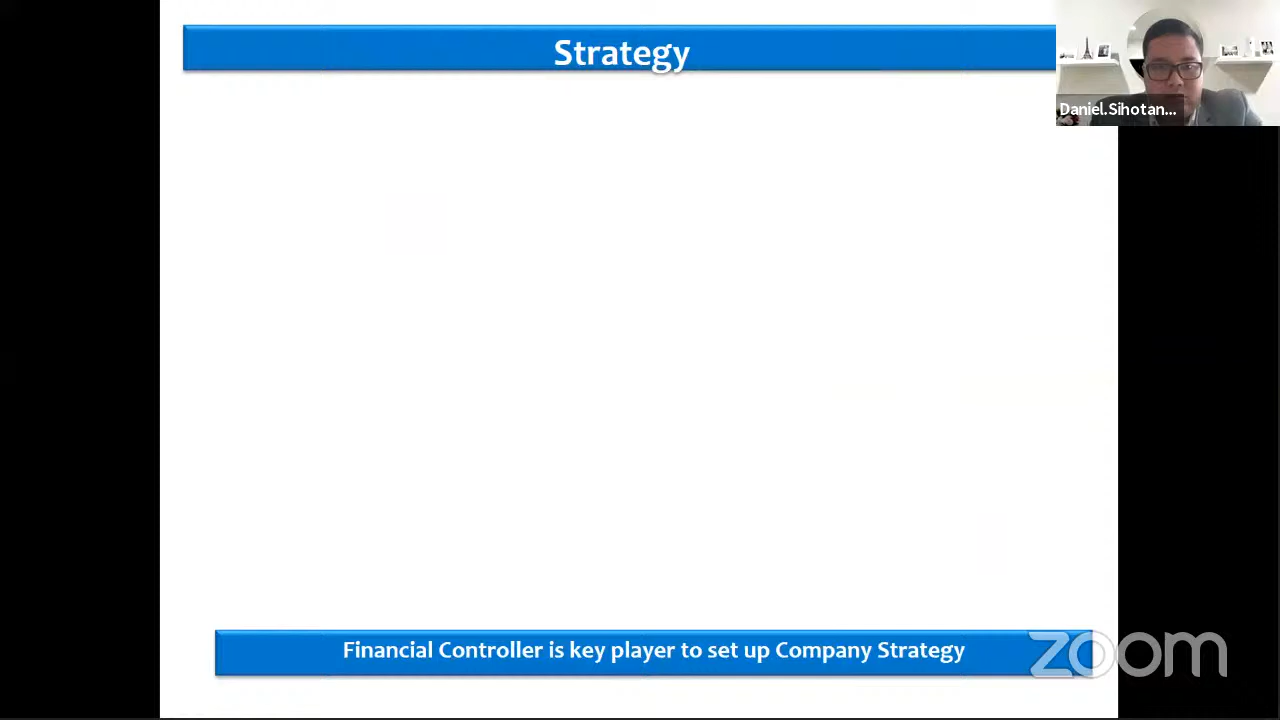 Strategy
Daniel.Sihotan...
Financial Controller is key player to set up Company Strategy
zoom